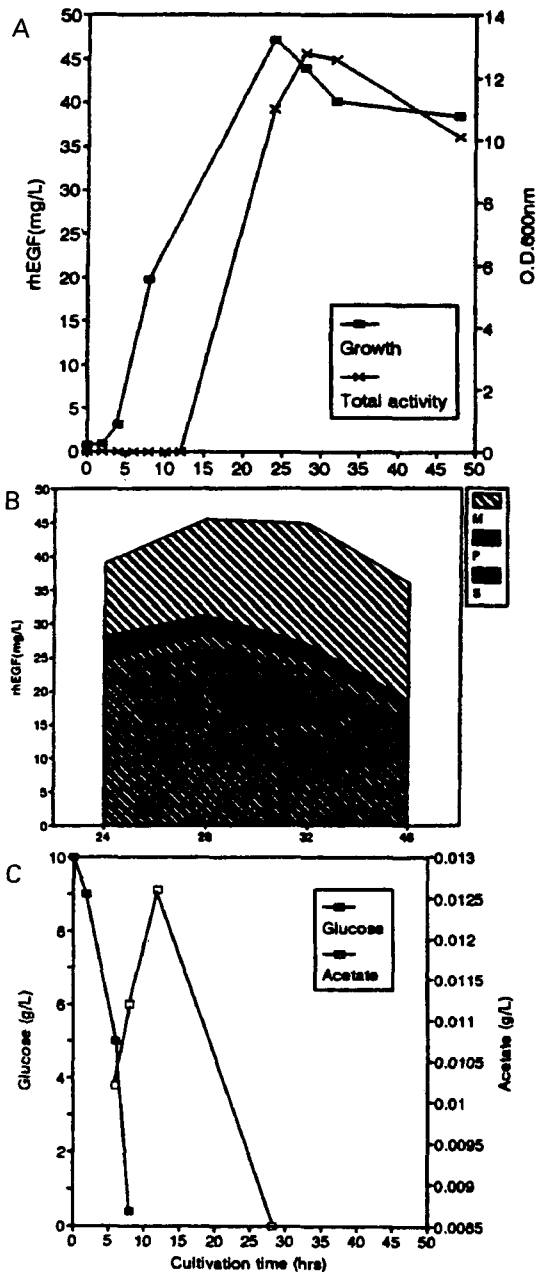 A
rhEGF(mg/L)
50
45
40
35
30
25
20
15
10
5
0
0 5 10 15 20 25 30 35 40 45 50
14
12
10
8
6
4
2
0
O.D.600nm
Growth
Total activity
B
rhEGF(mg/L)
50
45
40
35
30
25
20
15
10
5
0
24 28 32 48
M
P
S
C
Glucose (g/L)
10
8
6
4
2
0
0 5 10 15 20 25 30 35 40 45 50
Cultivation time (hrs)
0.013
0.0125
0.012
0.0115
0.011
0.0105
0.01
0.0095
0.009
0.0085
Acetate (g/L)
Glucose
Acetate